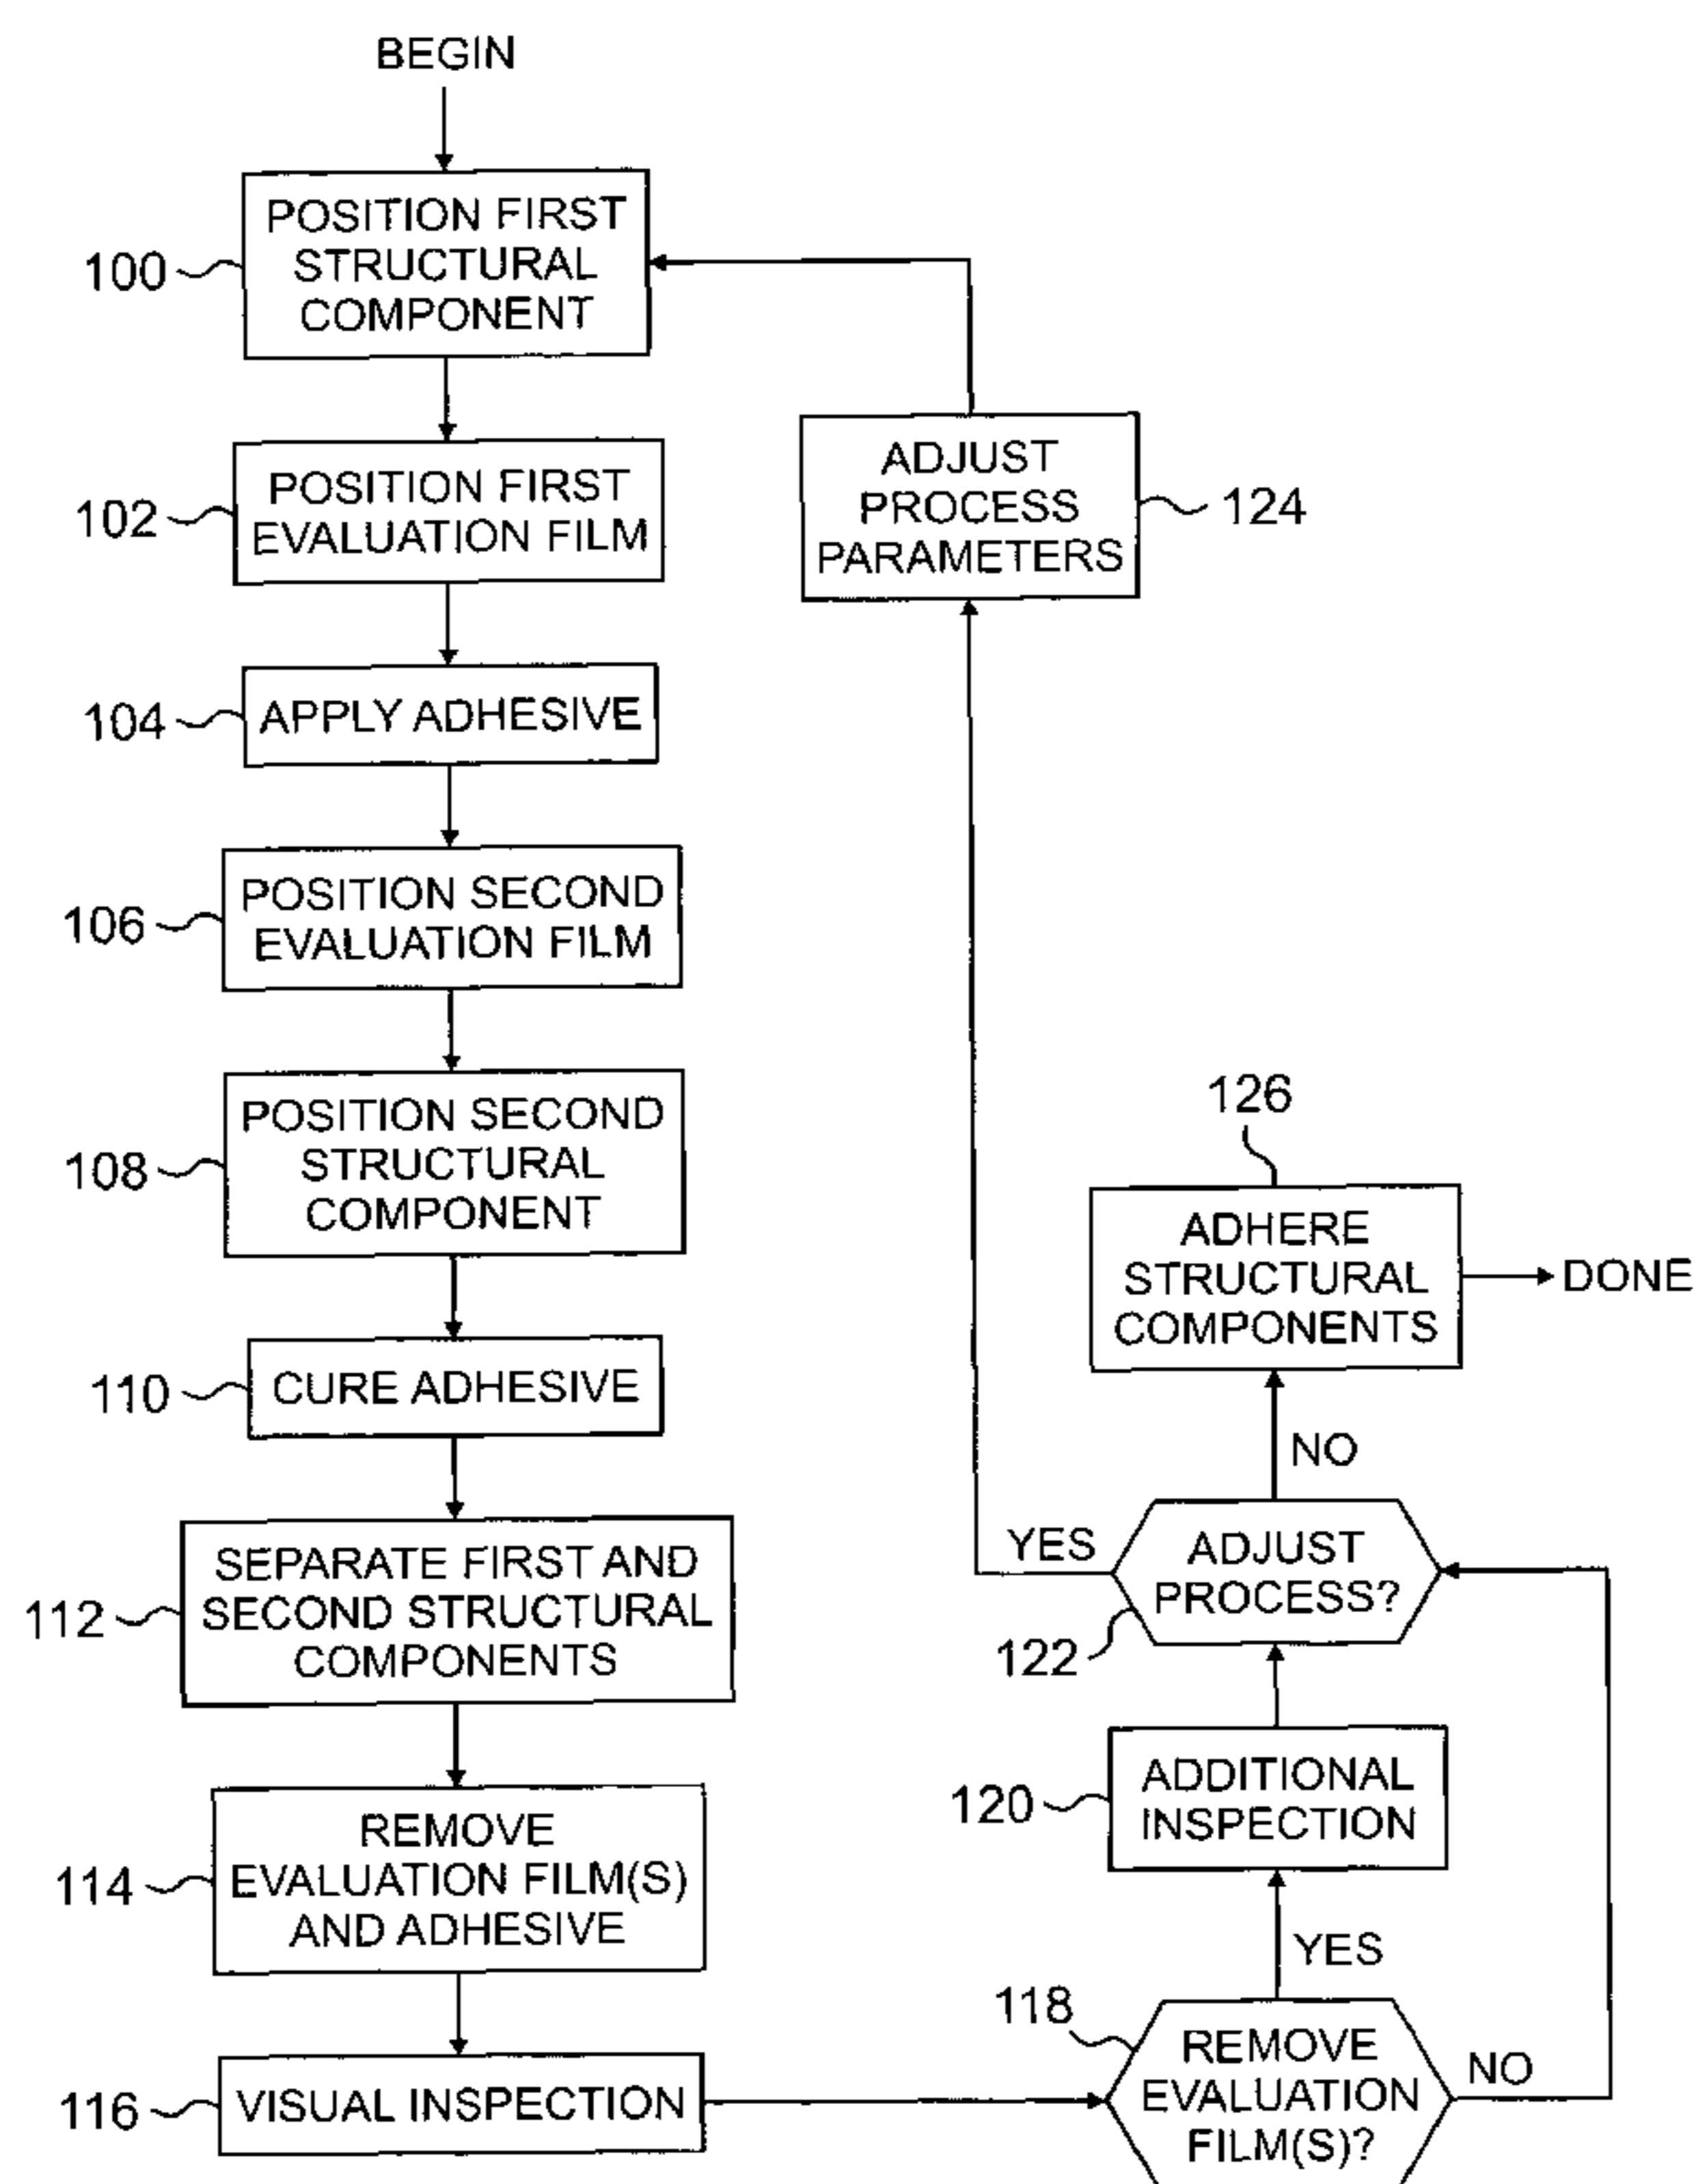 BEGIN
100
POSITION FIRST
STRUCTURAL
COMPONENT
102
POSITION FIRST
EVALUATION FILM
104
APPLY ADHESIVE
106
POSITION SECOND
EVALUATION FILM
108
POSITION SECOND
STRUCTURAL
COMPONENT
110
CURE ADHESIVE
112
SEPARATE FIRST AND
SECOND STRUCTURAL
COMPONENTS
114
REMOVE
EVALUATION FILM(S)
AND ADHESIVE
116
VISUAL INSPECTION
118
REMOVE
EVALUATION
FILM(S)?
NO
YES
120
ADDITIONAL
INSPECTION
122
ADJUST
PROCESS?
YES
NO
124
ADJUST
PROCESS
PARAMETERS
126
ADHERE
STRUCTURAL
COMPONENTS
DONE